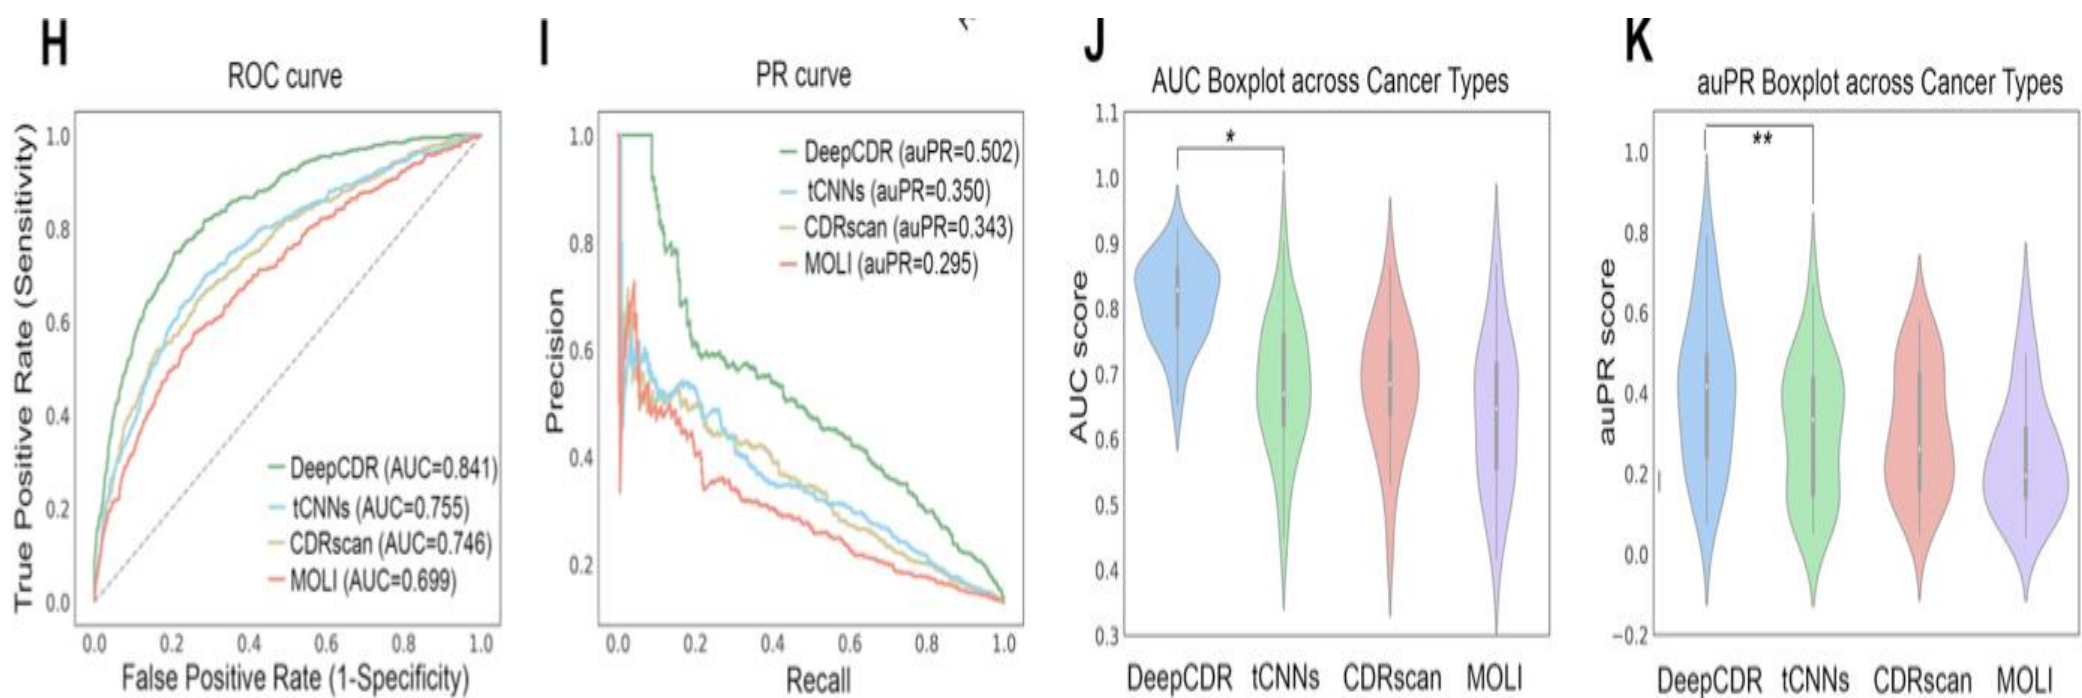 H
ROC curve
True Positive Rate (Sensitivity)
1.0
0.8
0.6
0.4
0.2
0.0
DeepCDR (AUC=0.841)
tCNNs (AUC=0.755)
CDRscan (AUC=0.746)
MOLI (AUC=0.699)
0.0 0.2 0.4 0.6 0.8 1.0
False Positive Rate (1-Specificity)
I
PR curve
Precision
1.0
0.8
0.6
0.4
0.2
DeepCDR (auPR=0.502)
tCNNs (auPR=0.350)
CDRscan (auPR=0.343)
MOLI (auPR=0.295)
0.0 0.2 0.4 0.6 0.8 1.0
Recall
J
AUC Boxplot across Cancer Types
AUC score
1.1
1.0
0.9
0.8
0.7
0.6
0.5
0.4
0.3
*
DeepCDR tCNNs CDRscan MOLI
K
auPR Boxplot across Cancer Types
auPR score
1.0
0.8
0.6
0.4
0.2
0.0
−0.2
**
DeepCDR tCNNs CDRscan MOLI